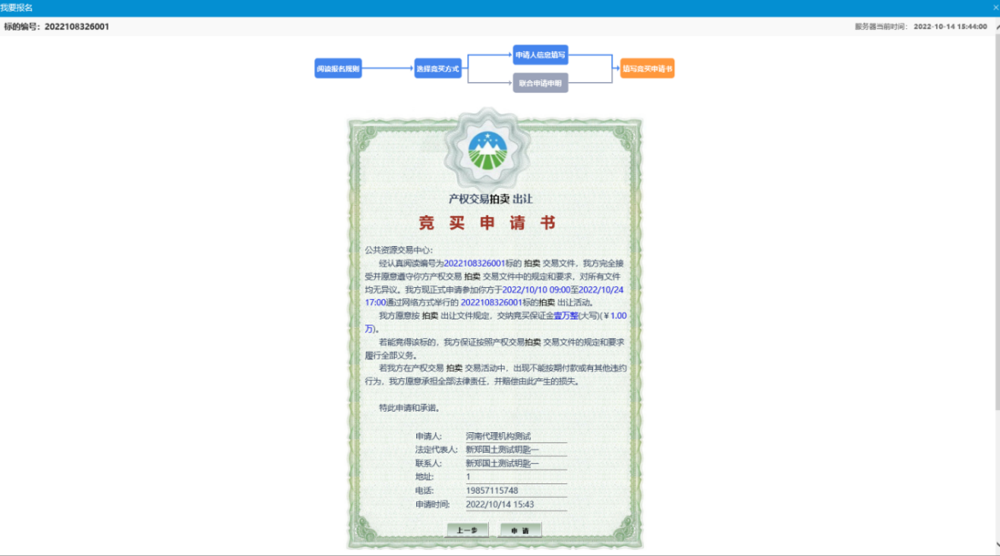 我要报名
标的编号：2022108326001
服务器当前时间： 2022-10-14 15:44:00
阅读报名规则
选择竞买方式
申请人信息填写
联合申请申明
填写竞买申请书
产权交易拍卖 出让
竞 买 申 请 书
公共资源交易中心：
经认真阅读编号为2022108326001标的 拍卖 交易文件，我方完全接
受并愿意遵守你方产权交易 拍卖 交易文件中的规定和要求，对所有文件
均无异议。我方现正式申请参加你方于2022/10/10 09:00至2022/10/24
17:00通过网络方式举行的 2022108326001标的拍卖 出让活动。
我方愿意按 拍卖 出让文件规定，交纳竞买保证金壹万整(大写)(￥1.00
万)。
若能竞得该标的，我方保证按照产权交易拍卖 交易文件的规定和要求
履行全部义务。
若我方在产权交易 拍卖 交易活动中，出现不能按期付款或有其他违约
行为，我方愿意承担全部法律责任，并赔偿由此产生的损失。
特此申请和承诺。
申请人： 河南代理机构测试
法定代表人： 新郑国土测试钥匙一
联系人： 新郑国土测试钥匙一
地址： 1
电话： 19857115748
申请时间： 2022/10/14 15:43
上一步 申 请